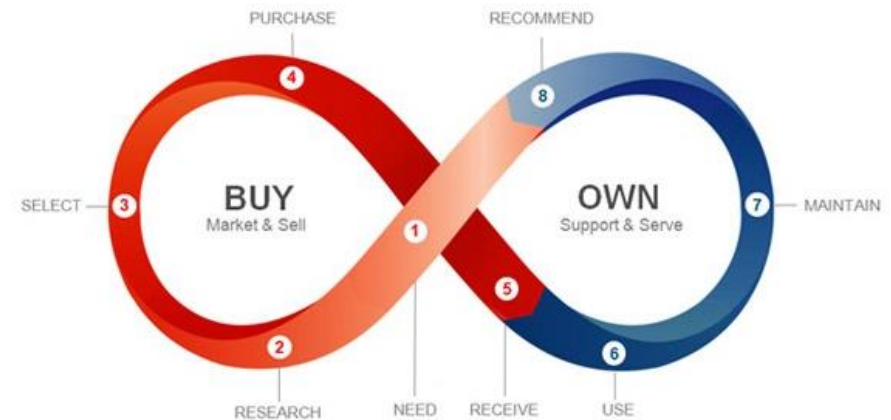 PURCHASE
RECOMMEND
4
8
BUY
Market & Sell
OWN
Support & Serve
SELECT
3
7
MAINTAIN
1
5
2
6
RESEARCH
NEED
RECEIVE
USE